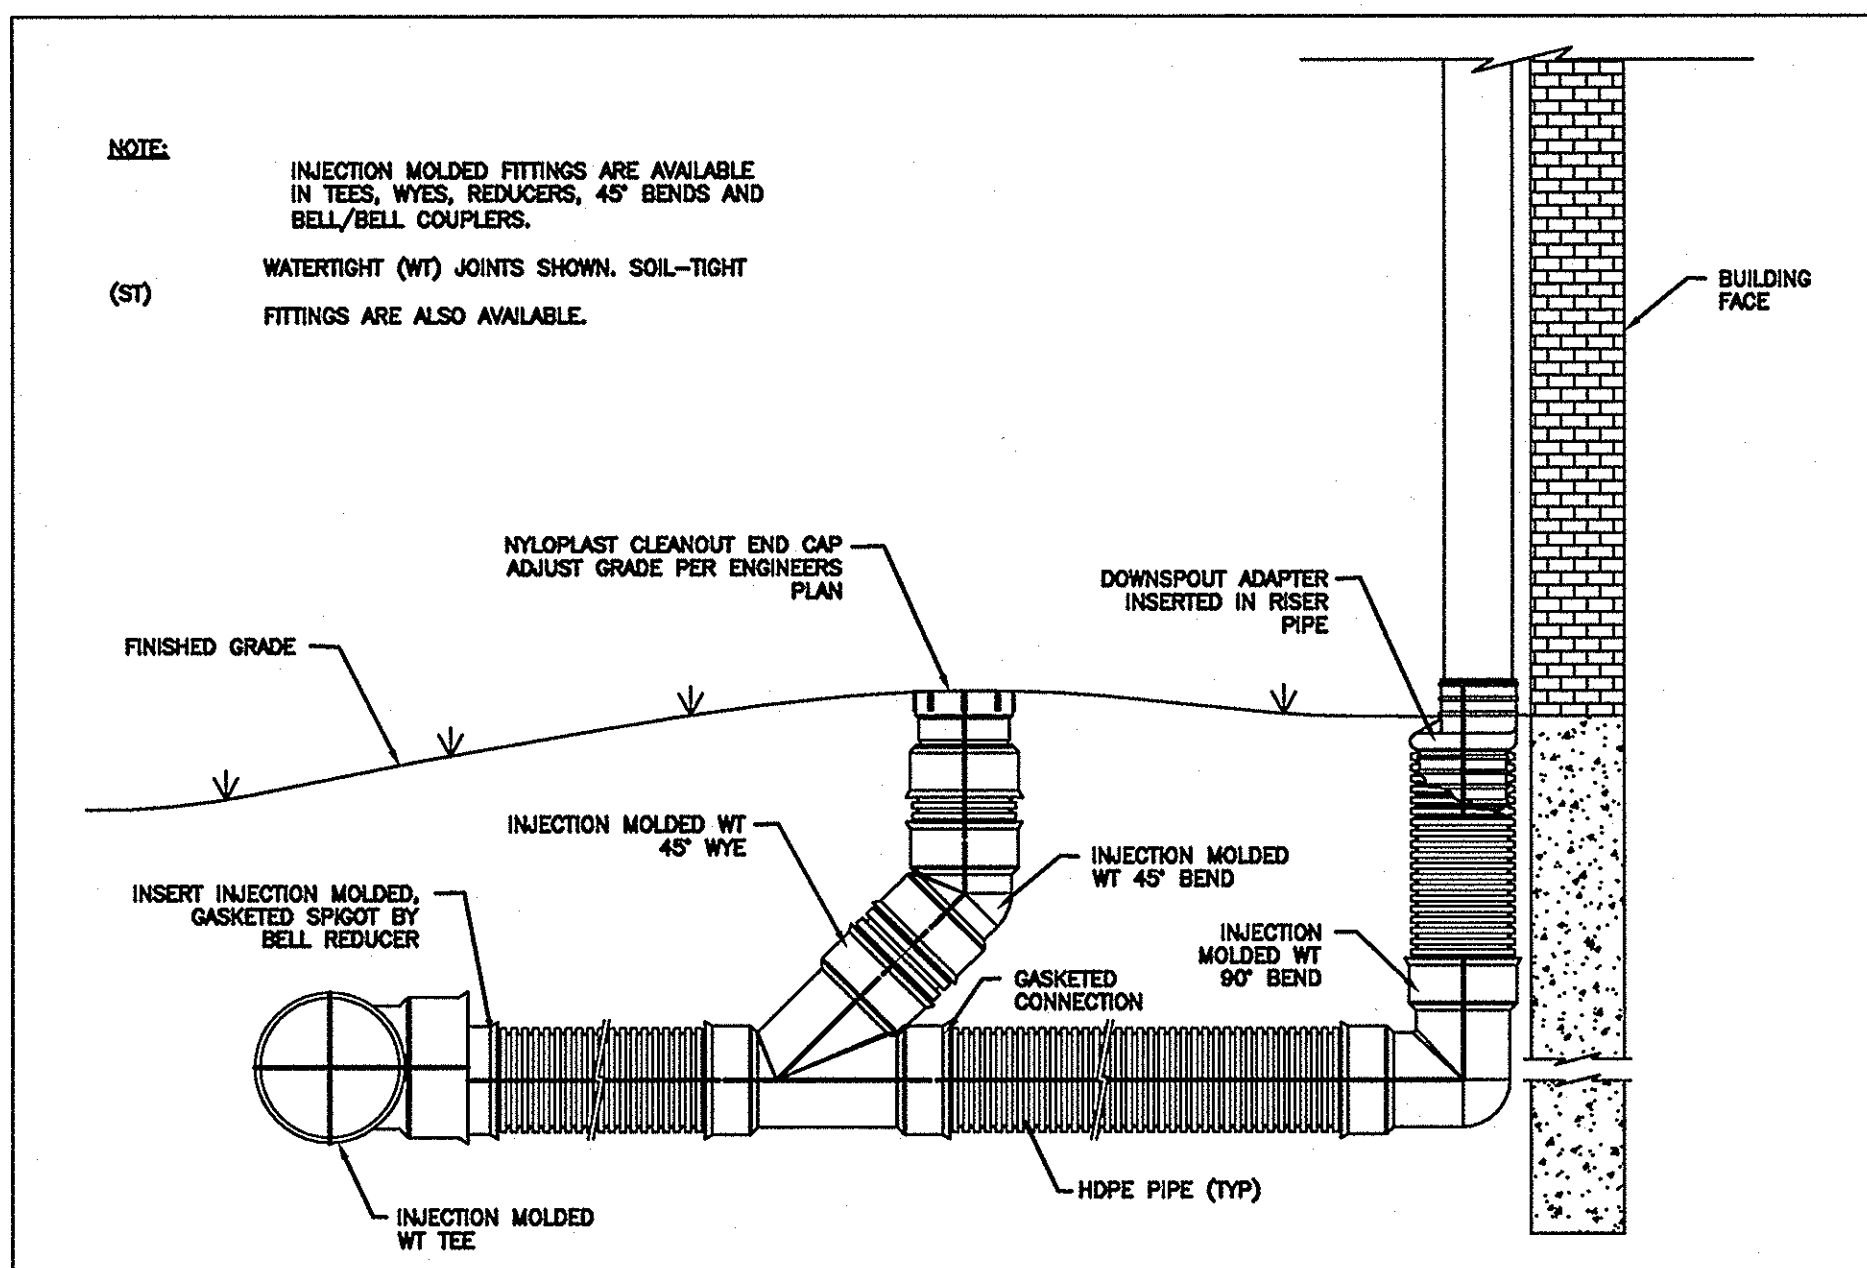 NOTE:
INJECTION MOLDED FITTINGS ARE AVAILABLE
IN TEES, WYES, REDUCERS, 45° BENDS AND
BELL/BELL COUPLERS.
WATERTIGHT (WT) JOINTS SHOWN. SOIL-TIGHT
(ST)
FITTINGS ARE ALSO AVAILABLE.
BUILDING
FACE
NYLOPLAST CLEANOUT END CAP
ADJUST GRADE PER ENGINEERS
PLAN
DOWNSPOUT ADAPTER
INSERTED IN RISER
PIPE
FINISHED GRADE
INJECTION MOLDED WT
45° WYE
INJECTION MOLDED
WT 45° BEND
INSERT INJECTION MOLDED,
GASKETED SPIGOT BY
BELL REDUCER
INJECTION
MOLDED WT
90° BEND
GASKETED
CONNECTION
HDPE PIPE (TYP)
INJECTION MOLDED
WT TEE